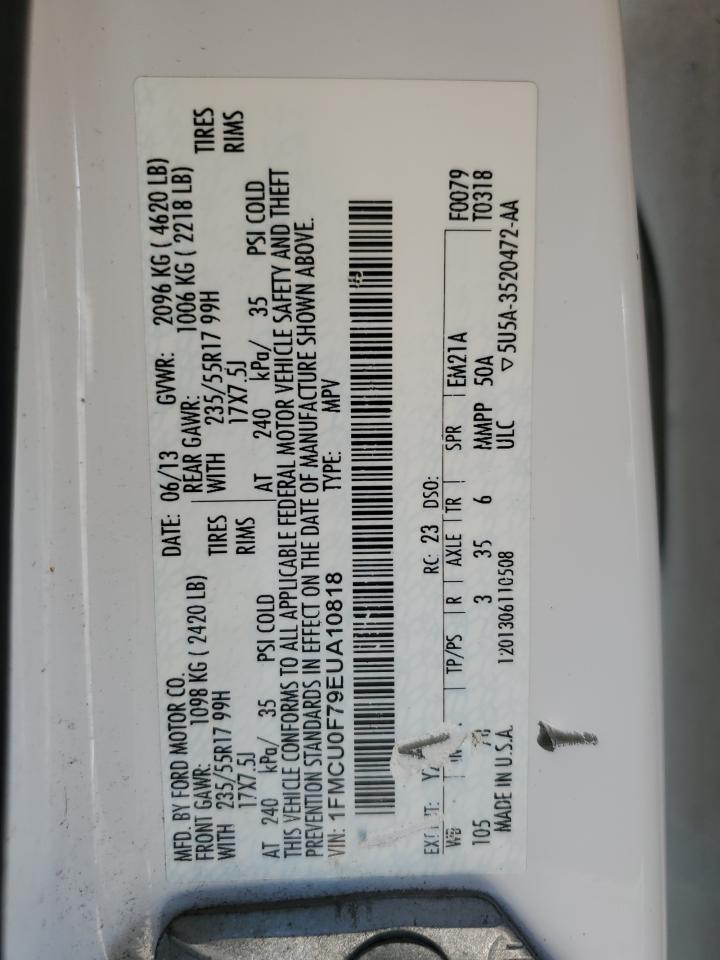 MFD. BY FORD MOTOR CO.
DATE: 06/13 GVWR: 2096 KG ( 4620 LB)
FRONT GAWR: 1098 KG ( 2420 LB)
REAR GAWR: 1006 KG ( 2218 LB)
WITH 235/55R17 99H TIRES
WITH 235/55R17 99H TIRES
17X7.5J RIMS
17X7.5J RIMS
AT 240 kPa/ 35 PSI COLD
AT 240 kPa/ 35 PSI COLD
THIS VEHICLE CONFORMS TO ALL APPLICABLE FEDERAL MOTOR VEHICLE SAFETY AND THEFT
PREVENTION STANDARDS IN EFFECT ON THE DATE OF MANUFACTURE SHOWN ABOVE.
VIN: 1FMCU0F79EUA10818 TYPE: MPV
RC: 23 DSO:
F0079
WB TP/PS R AXLE TR SPR EM21A
T0318
105 3 35 6 MMPP 50A
MADE IN U.S.A. 1201306110508 ULC ▽5U5A-3520472-AA